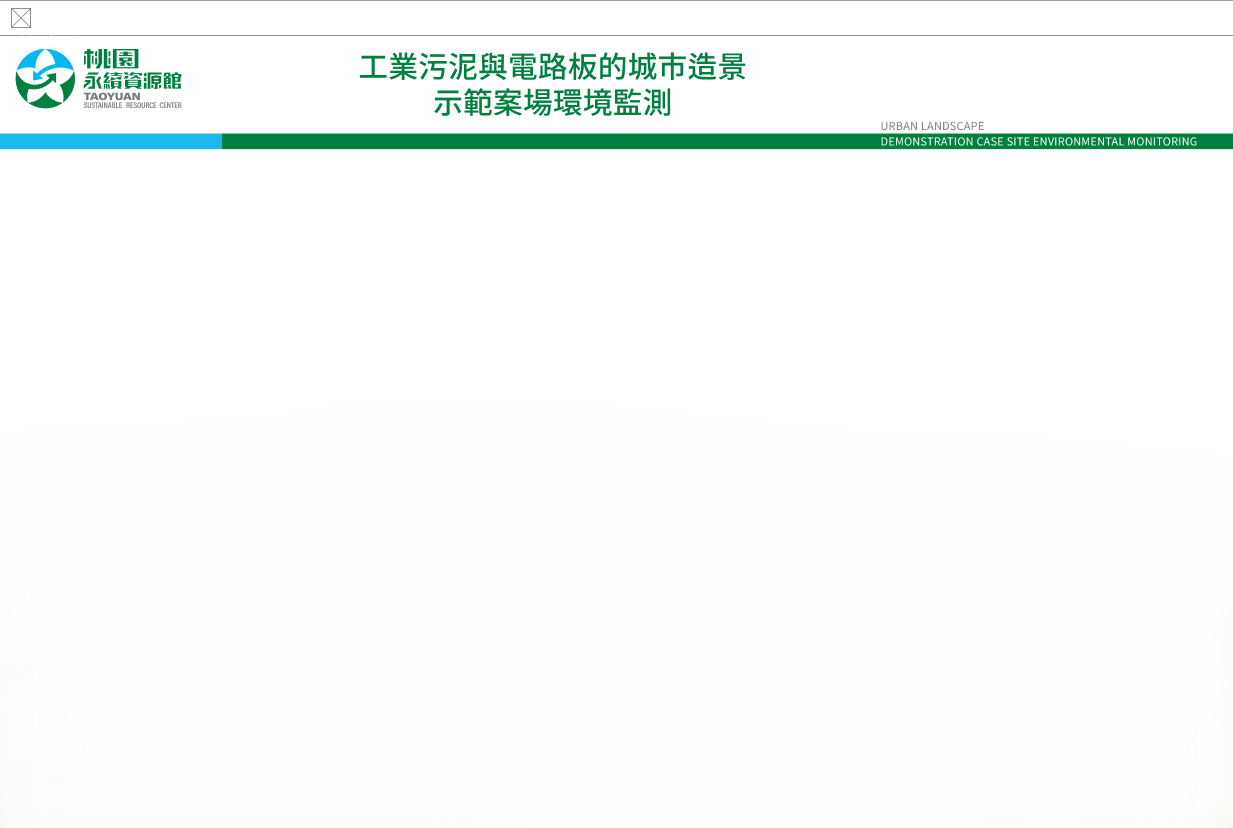 桃園
永續資源館
TAOYUAN
SUSTAINABLE RESOURCE CENTER
工業污泥與電路板的城市造景
示範案場環境監測
URBAN LANDSCAPE
DEMONSTRATION CASE SITE ENVIRONMENTAL MONITORING